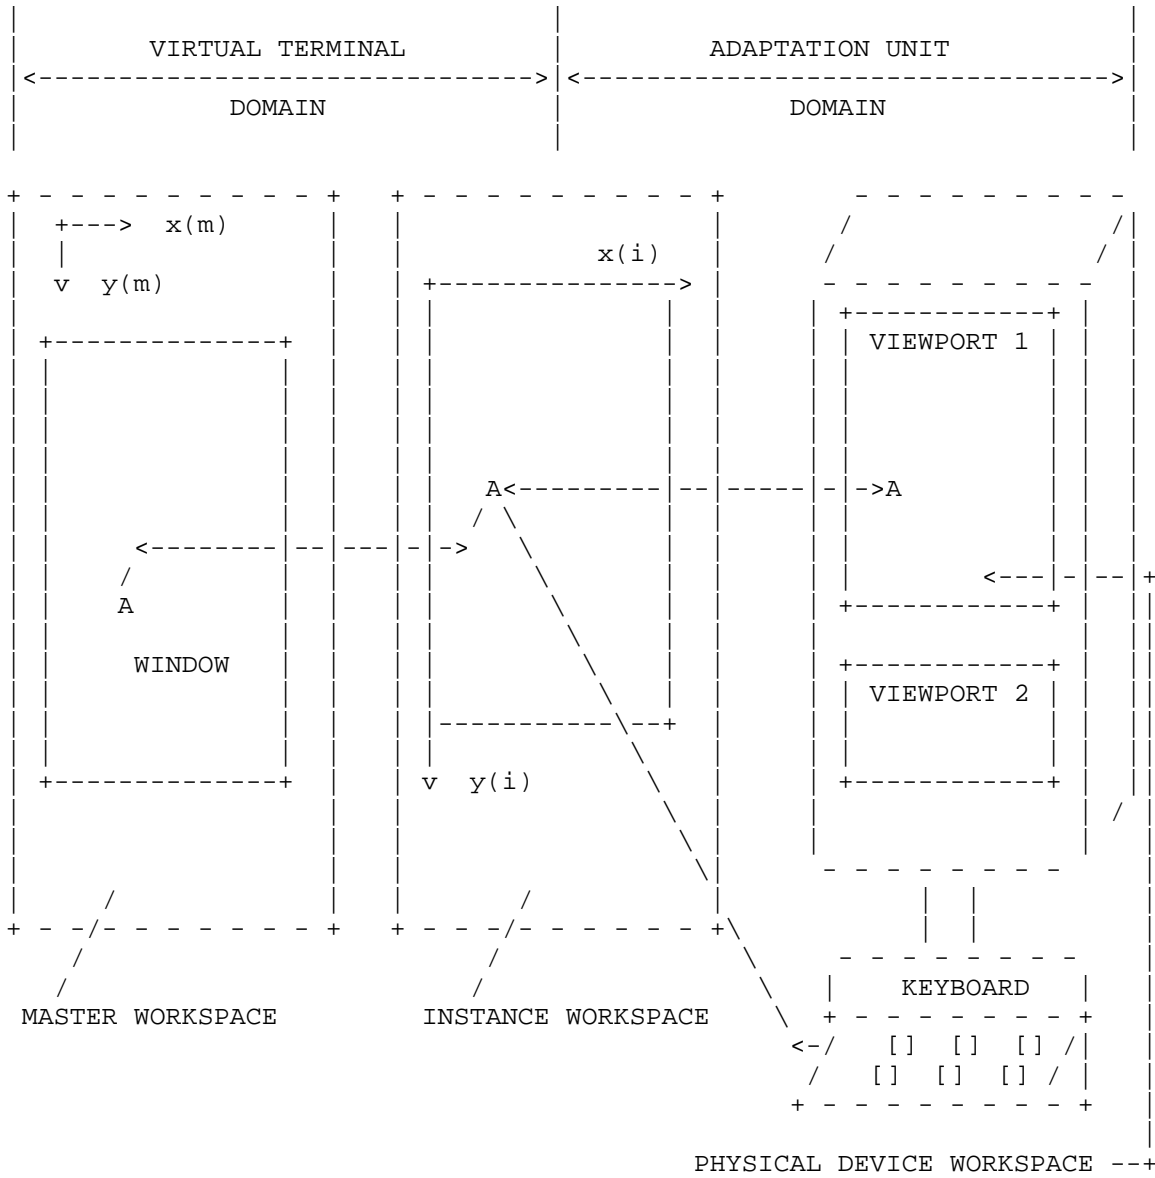 VIRTUAL TERMINAL ADAPTATION UNIT
DOMAIN DOMAIN
x(m)
x(i)
y(m)
VIEWPORT 1
A A
A
WINDOW
VIEWPORT 2
y(i)
KEYBOARD
MASTER WORKSPACE INSTANCE WORKSPACE
[] [] []
[] [] []
PHYSICAL DEVICE WORKSPACE